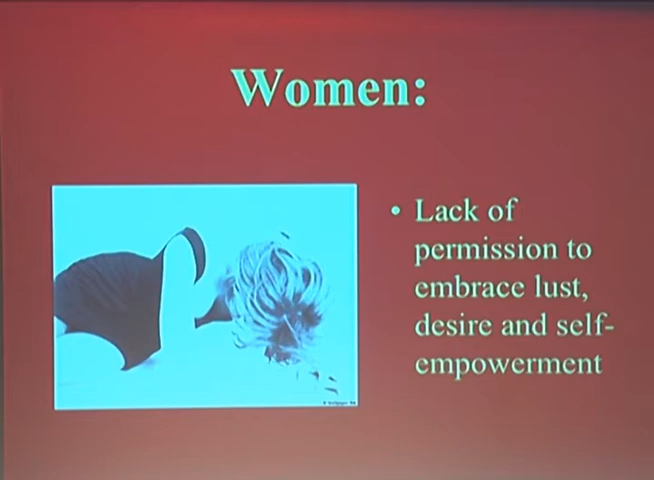 Women:
• Lack of
permission to
embrace lust,
desire and self-
empowerment